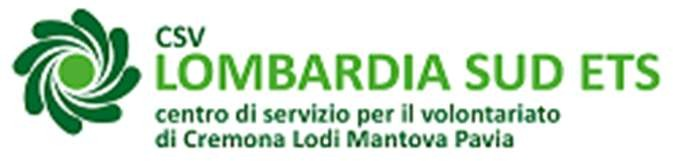 CSV
LOMBARDIA SUD ETS
centro di servizio per il volontariato
di Cremona Lodi Mantova Pavia